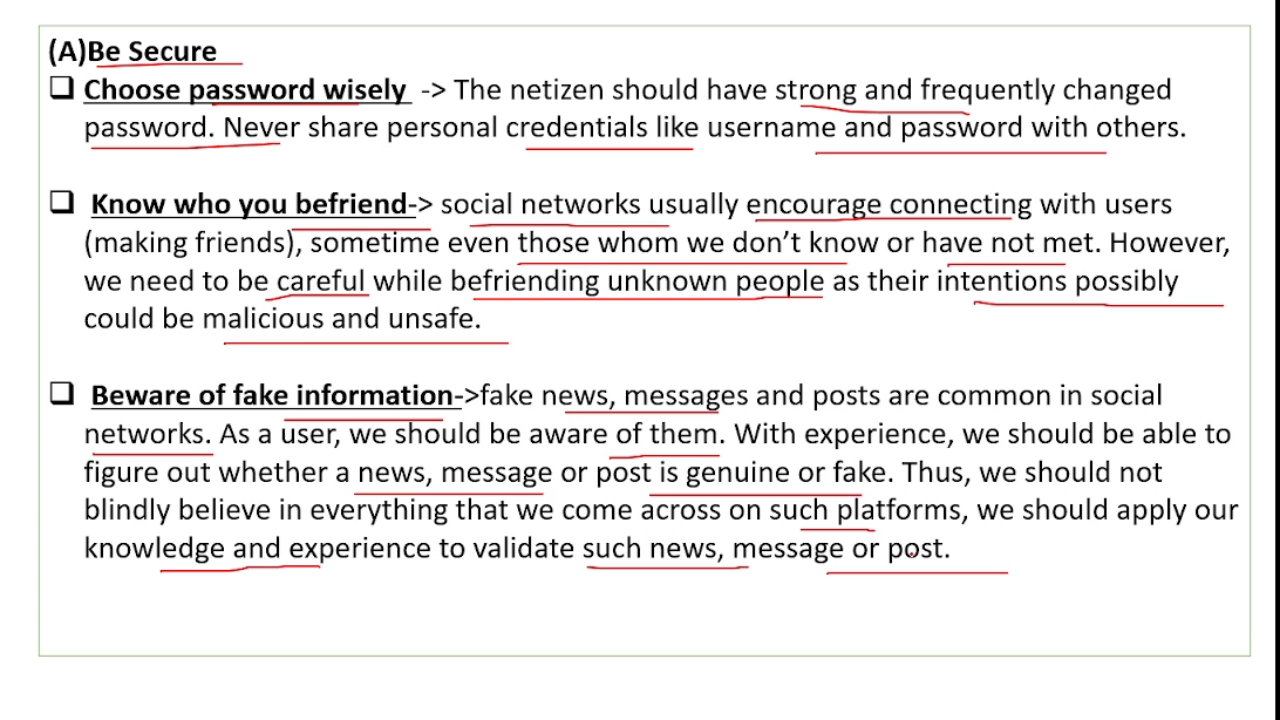 (A)Be Secure
❑ Choose password wisely -> The netizen should have strong and frequently changed
password. Never share personal credentials like username and password with others.
❑ Know who you befriend-> social networks usually encourage connecting with users
(making friends), sometime even those whom we don’t know or have not met. However,
we need to be careful while befriending unknown people as their intentions possibly
could be malicious and unsafe.
❑ Beware of fake information->fake news, messages and posts are common in social
networks. As a user, we should be aware of them. With experience, we should be able to
figure out whether a news, message or post is genuine or fake. Thus, we should not
blindly believe in everything that we come across on such platforms, we should apply our
knowledge and experience to validate such news, message or post.